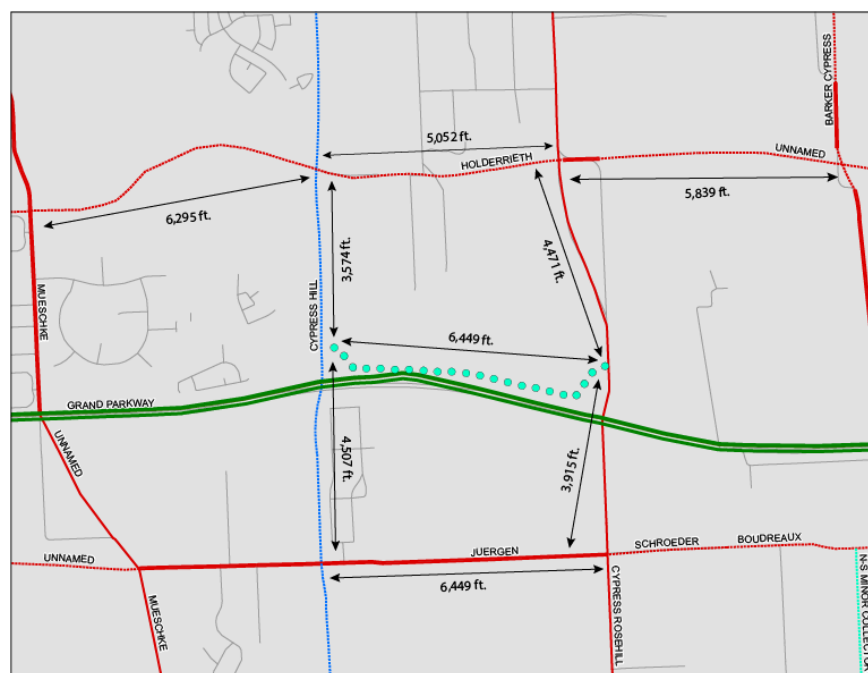 BARKER CYPRESS
5,052 ft.
HOLDERRIETH
UNNAMED
5,839 ft.
6,295 ft.
3,574 ft.
4,471 ft.
MUESCHKE
CYPRESS HILL
6,449 ft.
GRAND PARKWAY
UNNAMED
4,507 ft.
3,915 ft.
UNNAMED
JUERGEN
SCHROEDER
BOUDREAUX
6,449 ft.
MUESCHKE
CYPRESS ROSEHILL
N-S MINOR COLLECTOR